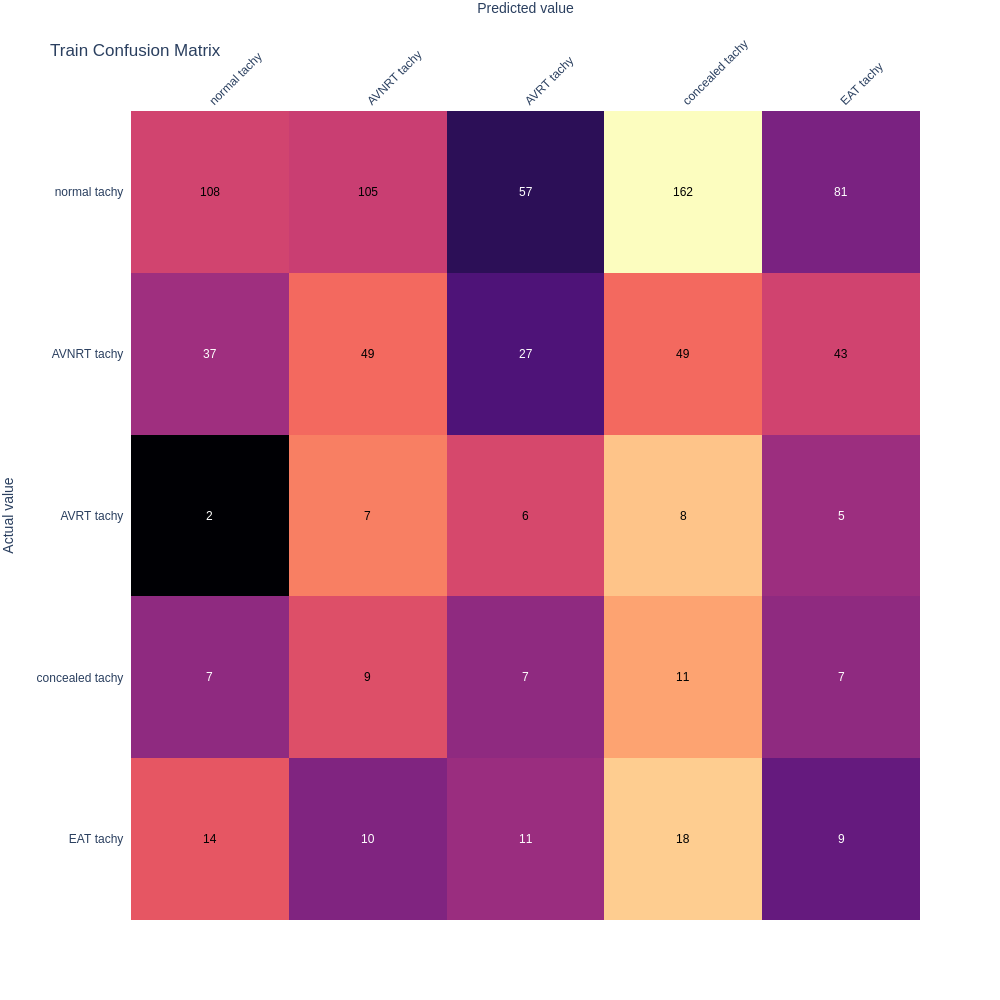 Predicted value
Train Confusion Matrix
normal tachy
AVNRT tachy
AVRT tachy
concealed tachy
EAT tachy
normal tachy 108 105 57 162 81
AVNRT tachy 37 49 27 49 43
Actual value
AVRT tachy 2 7 6 8 5
concealed tachy 7 9 7 11 7
EAT tachy 14 10 11 18 9